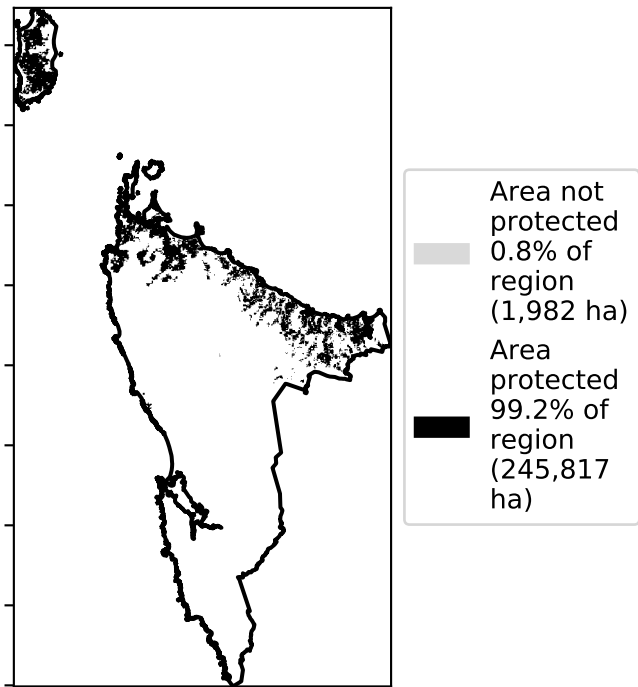 Area not
protected
0.8% of
region
(1,982 ha)
Area
protected
99.2% of
region
(245,817
ha)